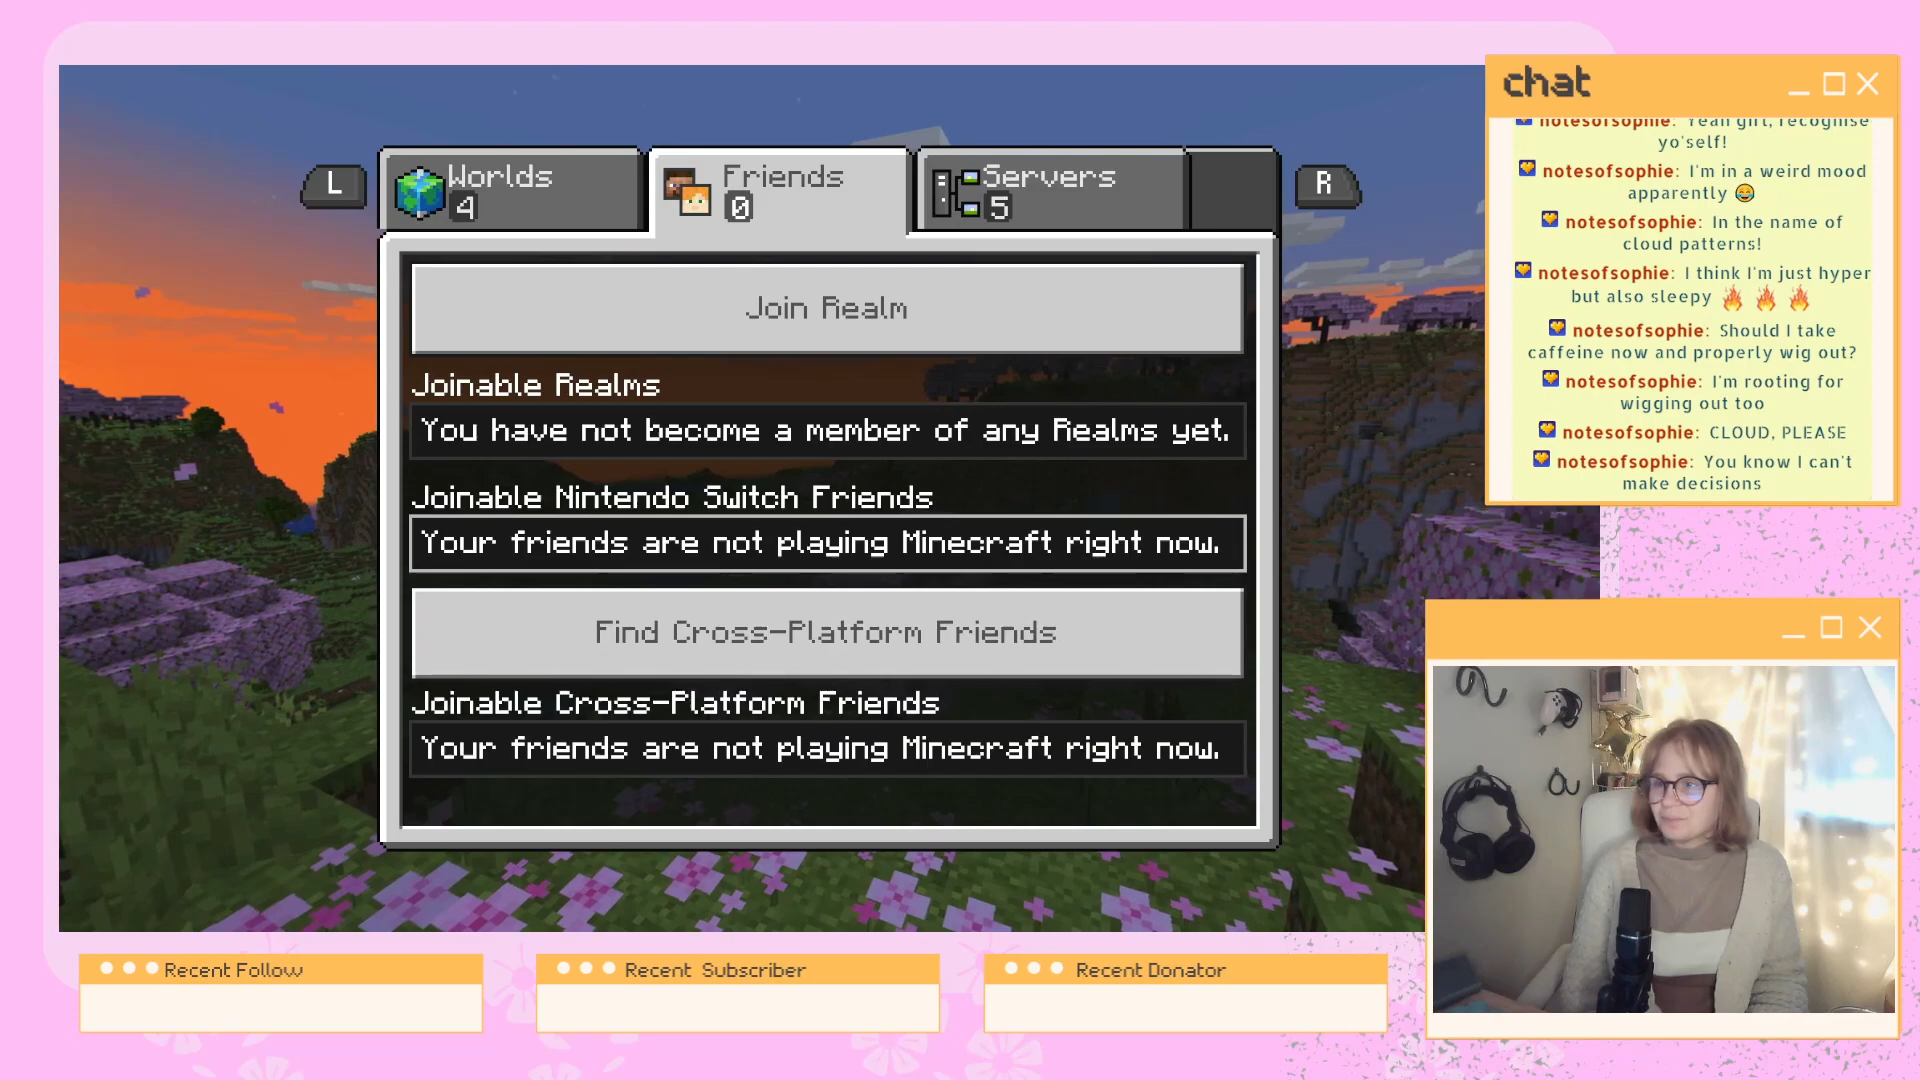 L
Worlds
4
Friends
0
Servers
5
R
Join Realm
Joinable Realms
You have not become a member of any Realms yet.
Joinable Nintendo Switch Friends
Your friends are not playing Minecraft right now.
Find Cross-Platform Friends
Joinable Cross-Platform Friends
Your friends are not playing Minecraft right now.
chat
notesofsophie: Yeah girl, recognise
yo'self!
notesofsophie: I'm in a weird mood
apparently 😂
notesofsophie: In the name of
cloud patterns!
notesofsophie: I think I'm just hyper
but also sleepy 🔥 🔥 🔥
notesofsophie: Should I take
caffeine now and properly wig out?
notesofsophie: I'm rooting for
wigging out too
notesofsophie: CLOUD, PLEASE
notesofsophie: You know I can't
make decisions
Recent Follow
Recent Subscriber
Recent Donator